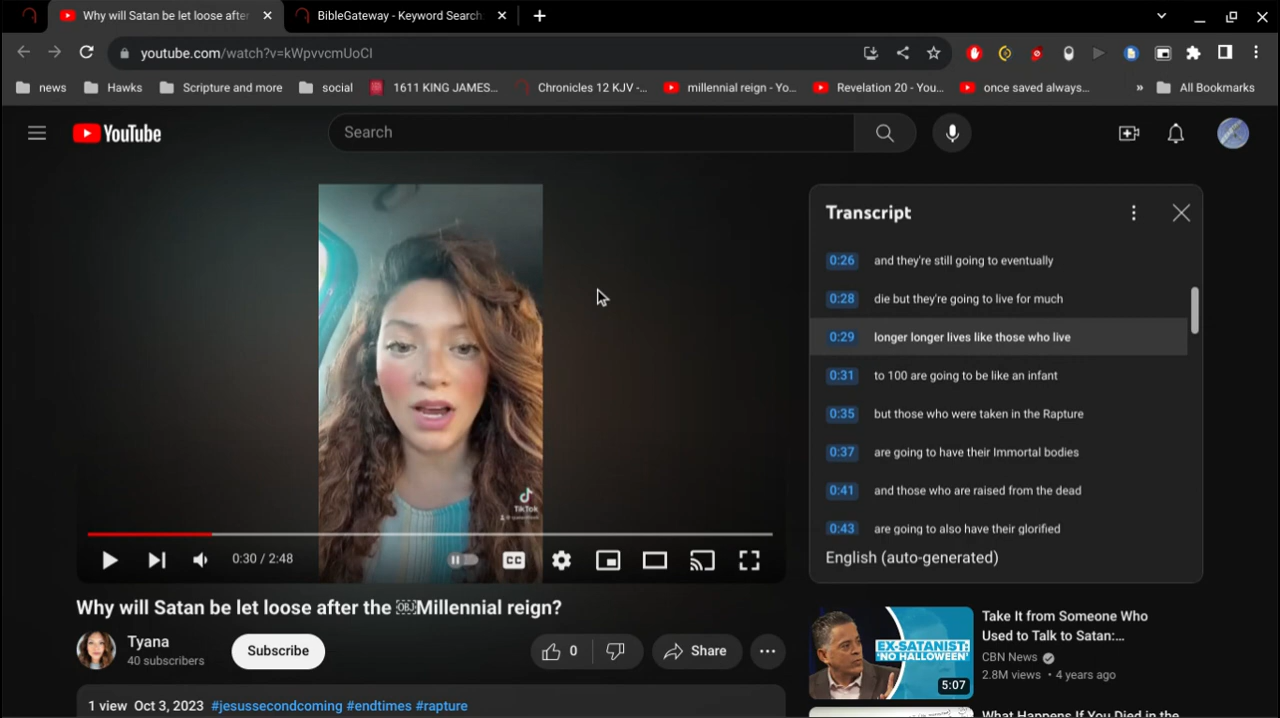 Why will Satan be let loose after
BibleGateway - Keyword Search:
youtube.com/watch?v=kWpvvcmUoCI
news
Hawks
Scripture and more
social
1611 KING JAMES...
Chronicles 12 KJV -...
millennial reign - Yo...
Revelation 20 - You...
once saved always...
»
All Bookmarks
YouTube
Search
Transcript
0:26 and they're still going to eventually
0:28 die but they're going to live for much
0:29 longer longer lives like those who live
0:31 to 100 are going to be like an infant
0:35 but those who were taken in the Rapture
0:37 are going to have their Immortal bodies
0:41 and those who are raised from the dead
0:43 are going to also have their glorified
English (auto-generated)
TikTok
0:30 / 2:48
CC
Why will Satan be let loose after the OBJ Millennial reign?
Tyana
40 subscribers
Subscribe
0
Share
1 view Oct 3, 2023 #jesussecondcoming #endtimes #rapture
EX-SATANIST:
'NO HALLOWEEN'
5:07
Take It from Someone Who
Used to Talk to Satan:...
CBN News
2.8M views • 4 years ago
What Happens If You Died in the